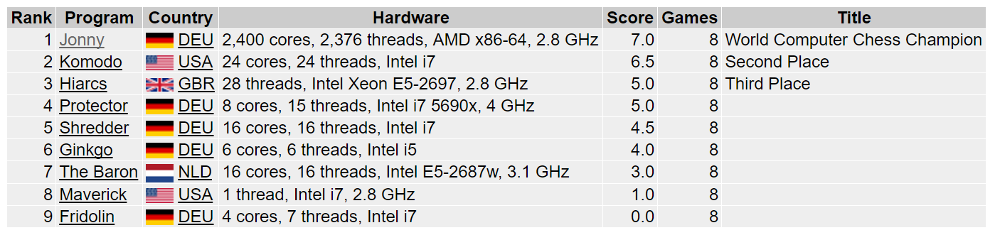 Rank Program Country Hardware Score Games Title
1 Jonny DEU 2,400 cores, 2,376 threads, AMD x86-64, 2.8 GHz 7.0 8 World Computer Chess Champion
2 Komodo USA 24 cores, 24 threads, Intel i7 6.5 8 Second Place
3 Hiarcs GBR 28 threads, Intel Xeon E5-2697, 2.8 GHz 5.0 8 Third Place
4 Protector DEU 8 cores, 15 threads, Intel i7 5690x, 4 GHz 5.0 8
5 Shredder DEU 16 cores, 16 threads, Intel i7 4.5 8
6 Ginkgo DEU 6 cores, 6 threads, Intel i5 4.0 8
7 The Baron NLD 16 cores, 16 threads, Intel E5-2687w, 3.1 GHz 3.0 8
8 Maverick USA 1 thread, Intel i7, 2.8 GHz 1.0 8
9 Fridolin DEU 4 cores, 7 threads, Intel i7 0.0 8